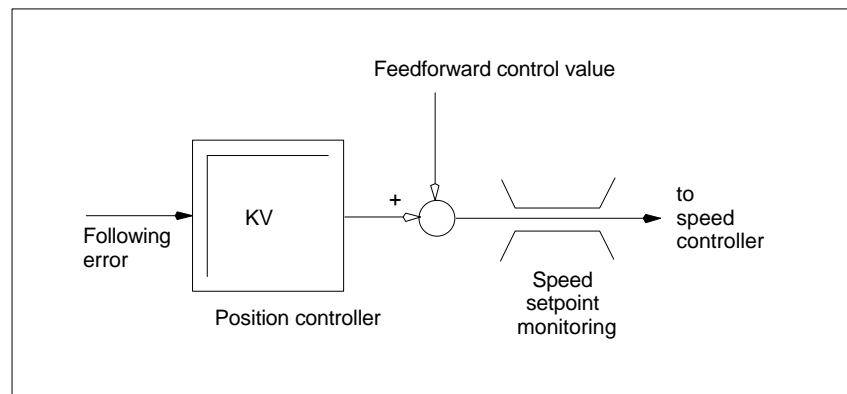 Feedforward control value
+
KV
to
speed
controller
Following
error
Speed
setpoint
monitoring
Position controller